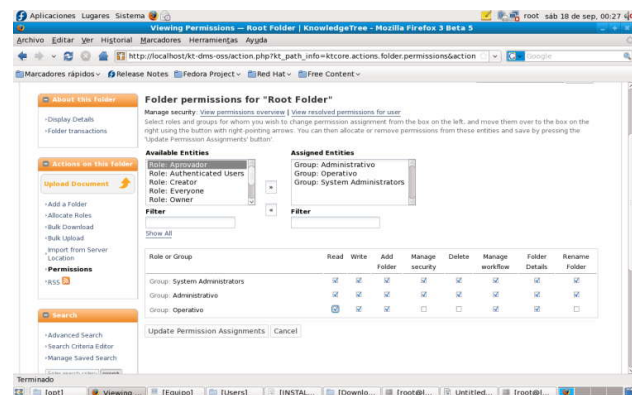 Aplicaciones Lugares Sistema root sáb 18 de sep, 00:27
Viewing Permissions — Root Folder | KnowledgeTree - Mozilla Firefox 3 Beta 5
Archivo Editar Ver Historial Marcadores Herramientas Ayuda
http://localhost/kt-dms-oss/action.php?kt_path_info=ktcore.actions.folder.permissions&action Google
Marcadores rápidos Release Notes Fedora Project Red Hat Free Content
About this Folder
Display Details
Folder transactions
Actions on this folder
Upload Document
Add a Folder
Allocate Roles
Bulk Download
Bulk Upload
Import from Server
Location
Permissions
RSS
Search
Advanced Search
Search Criteria Editor
Manage Saved Search
Folder permissions for "Root Folder"
Manage security: View permissions overview | View resolved permissions for user
Select roles and groups for whom you wish to change permission assignment from the box on the left, and move them over to the box on the
right using the button with right-pointing arrows. You can then allocate or remove permissions from these entities and save by pressing the
'Update Permission Assignments' button'
Available Entities
Role: Aprovador
Role: Authenticated Users
Role: Creator
Role: Everyone
Role: Owner
Filter
Show All
»
«
Assigned Entities
Group: Administrativo
Group: Operativo
Group: System Administrators
Filter
Role or Group Read Write Add Folder Manage security Delete Manage workflow Folder Details Rename Folder
Group: System Administrators
Group: Administrativo
Group: Operativo
Update Permission Assignments Cancel
Terminado
[opt] Viewing... [Equipo] [Users] [INSTAL... [Downlo... [root@l... Untitled... [root@l...